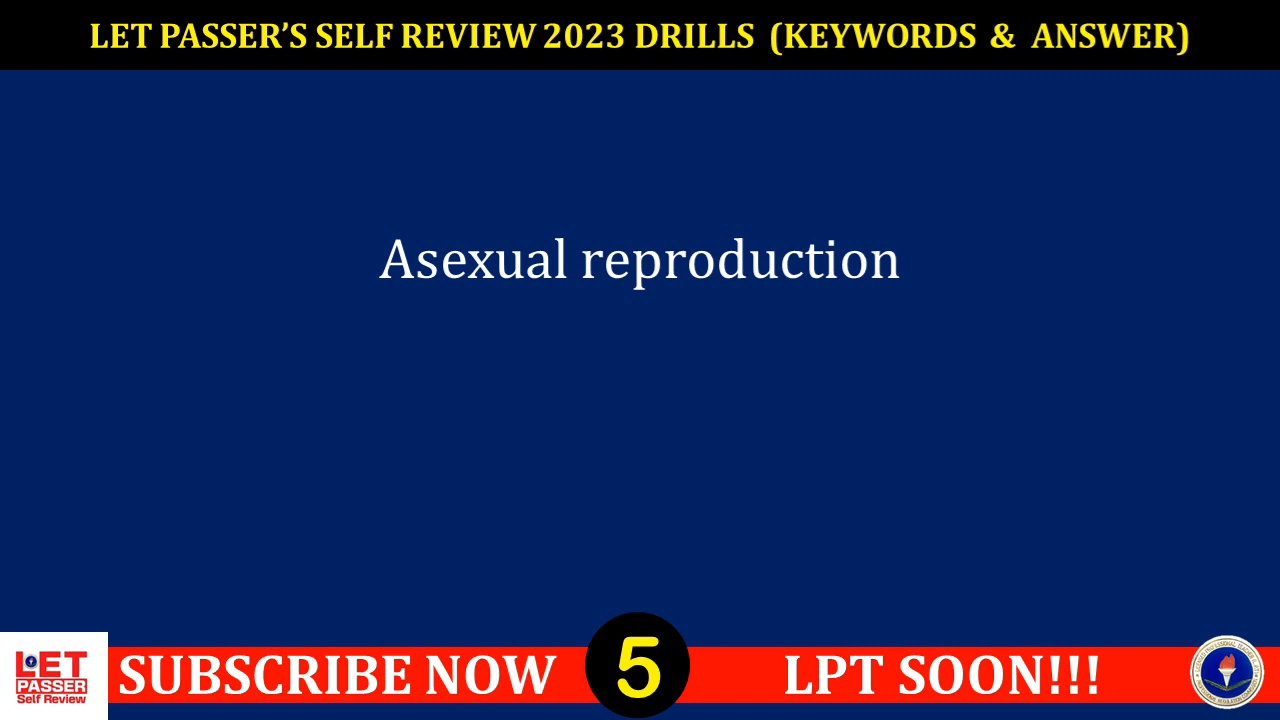 LET PASSER’S SELF REVIEW 2023 DRILLS (KEYWORDS & ANSWER)
Asexual reproduction
LET
PASSER
Self Review
SUBSCRIBE NOW
5
LPT SOON!!!